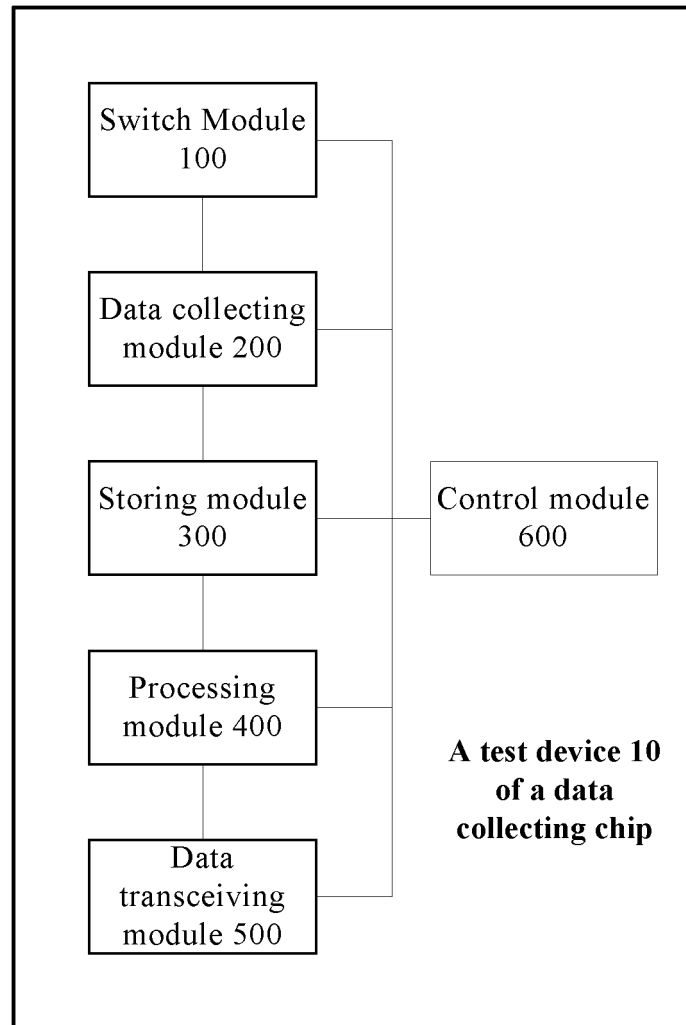 Switch Module
100
Data collecting
module 200
Storing module
300
Control module
600
Processing
module 400
A test device 10
of a data
collecting chip
Data
transceiving
module 500